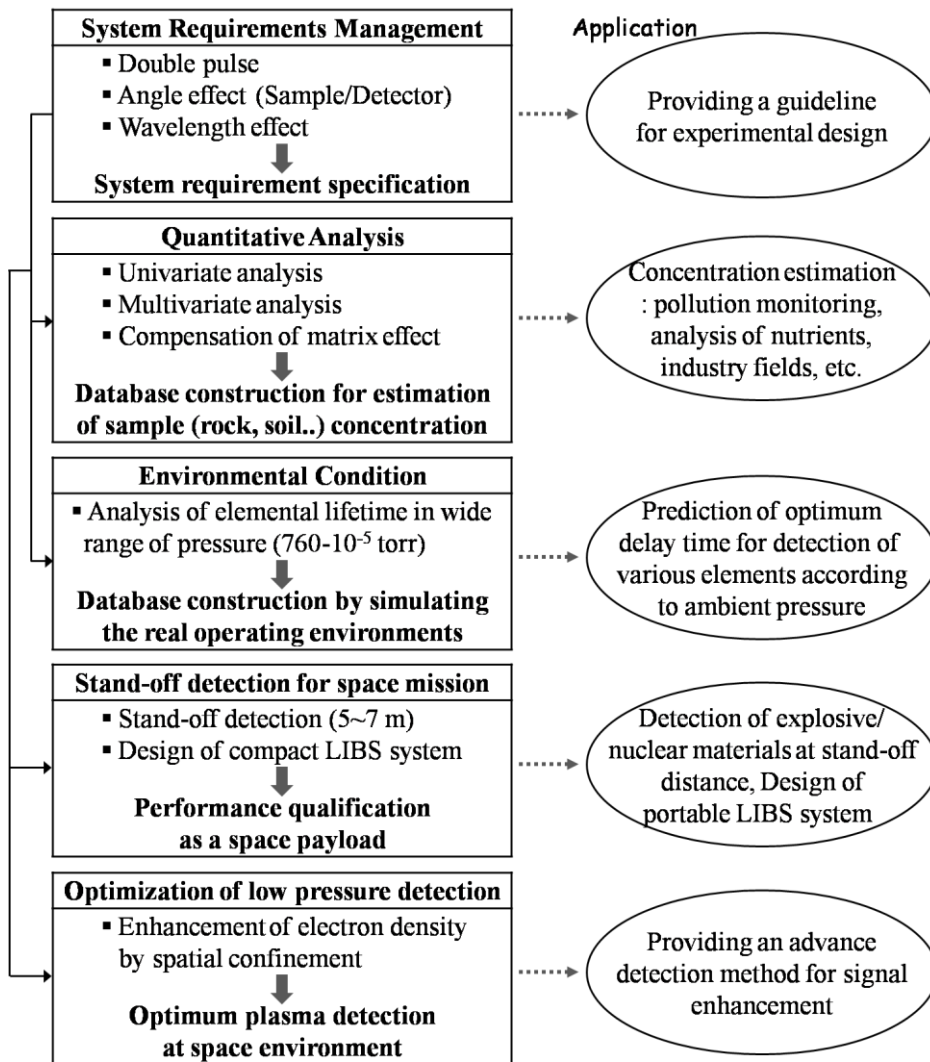 System Requirements Management
▪ Double pulse
▪ Angle effect (Sample/Detector)
▪ Wavelength effect
System requirement specification
Application
Providing a guideline
for experimental design
Quantitative Analysis
▪ Univariate analysis
▪ Multivariate analysis
▪ Compensation of matrix effect
Database construction for estimation
of sample (rock, soil..) concentration
Concentration estimation
: pollution monitoring,
analysis of nutrients,
industry fields, etc.
Environmental Condition
▪ Analysis of elemental lifetime in wide
range of pressure (760-10⁻⁵ torr)
Database construction by simulating
the real operating environments
Prediction of optimum
delay time for detection of
various elements according
to ambient pressure
Stand-off detection for space mission
▪ Stand-off detection (5~7 m)
▪ Design of compact LIBS system
Performance qualification
as a space payload
Detection of explosive/
nuclear materials at stand-off
distance, Design of
portable LIBS system
Optimization of low pressure detection
▪ Enhancement of electron density
by spatial confinement
Optimum plasma detection
at space environment
Providing an advance
detection method for signal
enhancement